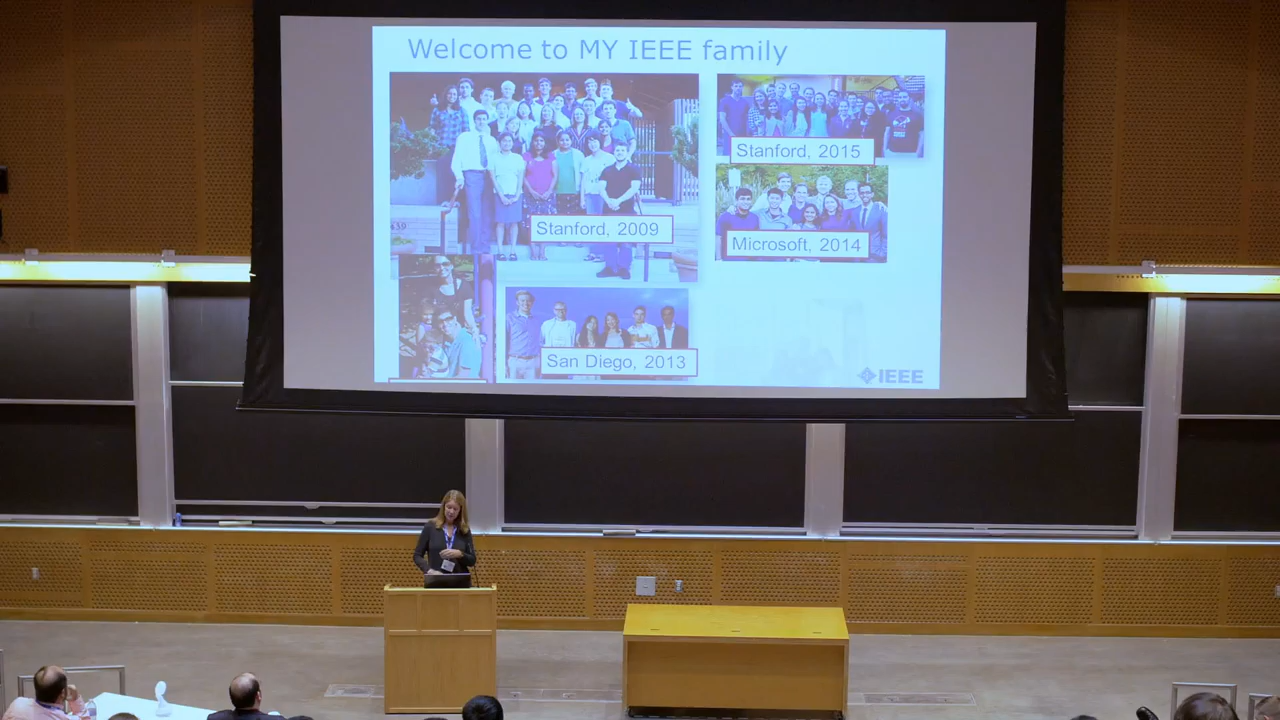 Welcome to MY IEEE family
Stanford, 2015
Stanford, 2009
Microsoft, 2014
San Diego, 2013
IEEE